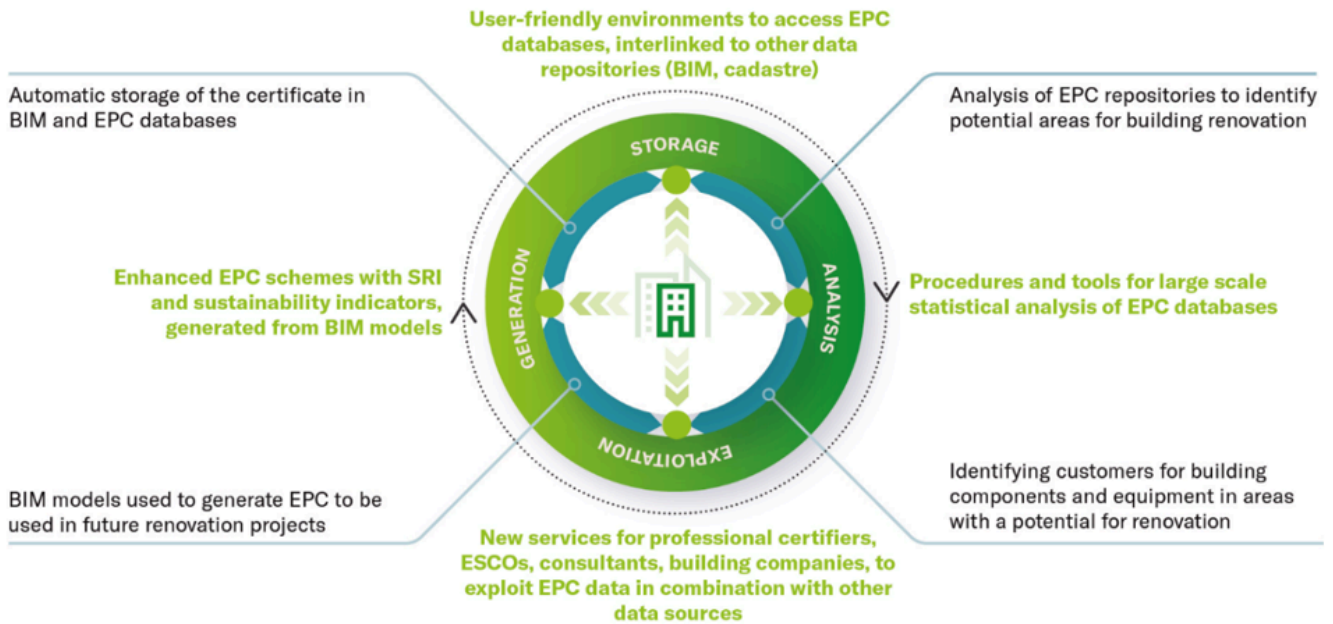 User-friendly environments to access EPC
databases, interlinked to other data
repositories (BIM, cadastre)
Automatic storage of the certificate in
BIM and EPC databases
Analysis of EPC repositories to identify
potential areas for building renovation
STORAGE
GENERATION
ANALYSIS
EXPLOITATION
Enhanced EPC schemes with SRI
and sustainability indicators,
generated from BIM models
Procedures and tools for large scale
statistical analysis of EPC databases
BIM models used to generate EPC to be
used in future renovation projects
Identifying customers for building
components and equipment in areas
with a potential for renovation
New services for professional certifiers,
ESCOs, consultants, building companies, to
exploit EPC data in combination with other
data sources